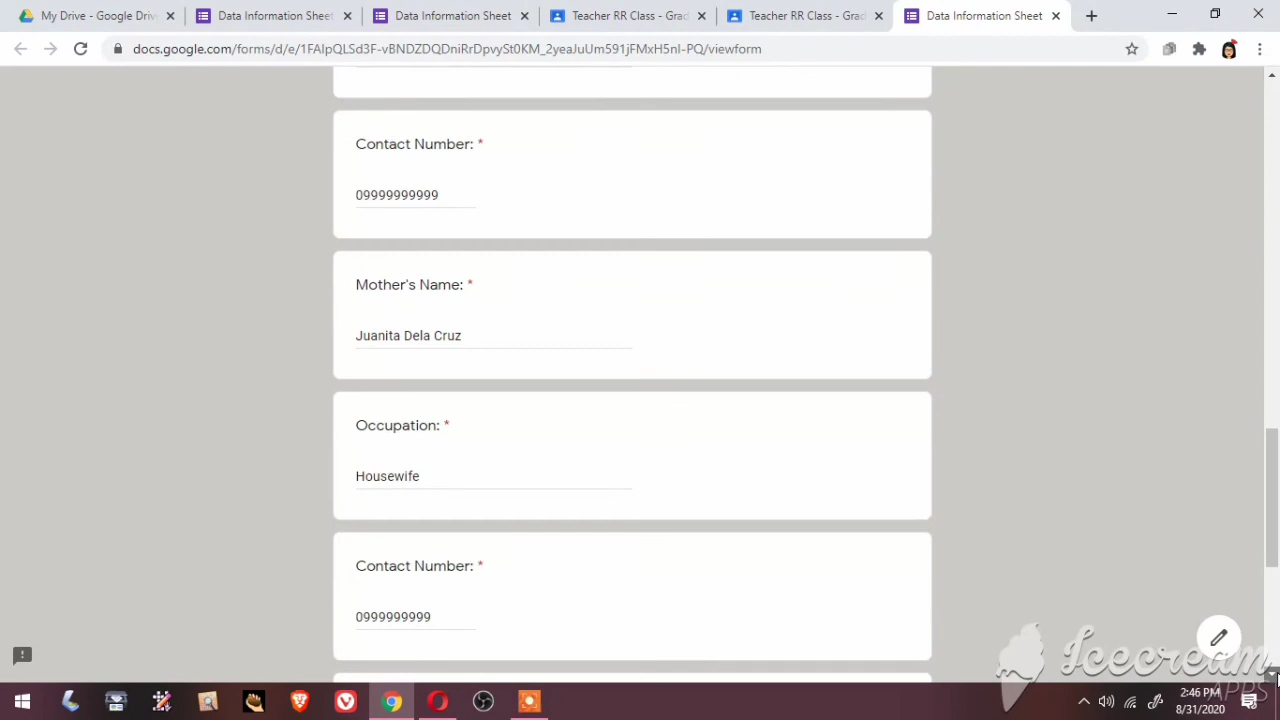 My Drive - Google Driv
Data Information Sheet
Data Information Sheet
Teacher RR Class - Grad
Teacher RR Class - Grad
Data Information Sheet
docs.google.com/forms/d/e/1FAIpQLSd3F-vBNDZDQDniRrDpvySt0KM_2yeaJuUm591jFMxH5nI-PQ/viewform
Contact Number: *
09999999999
Mother's Name: *
Juanita Dela Cruz
Occupation: *
Housewife
Contact Number: *
0999999999
Icecream
APPS
2:46 PM
8/31/2020